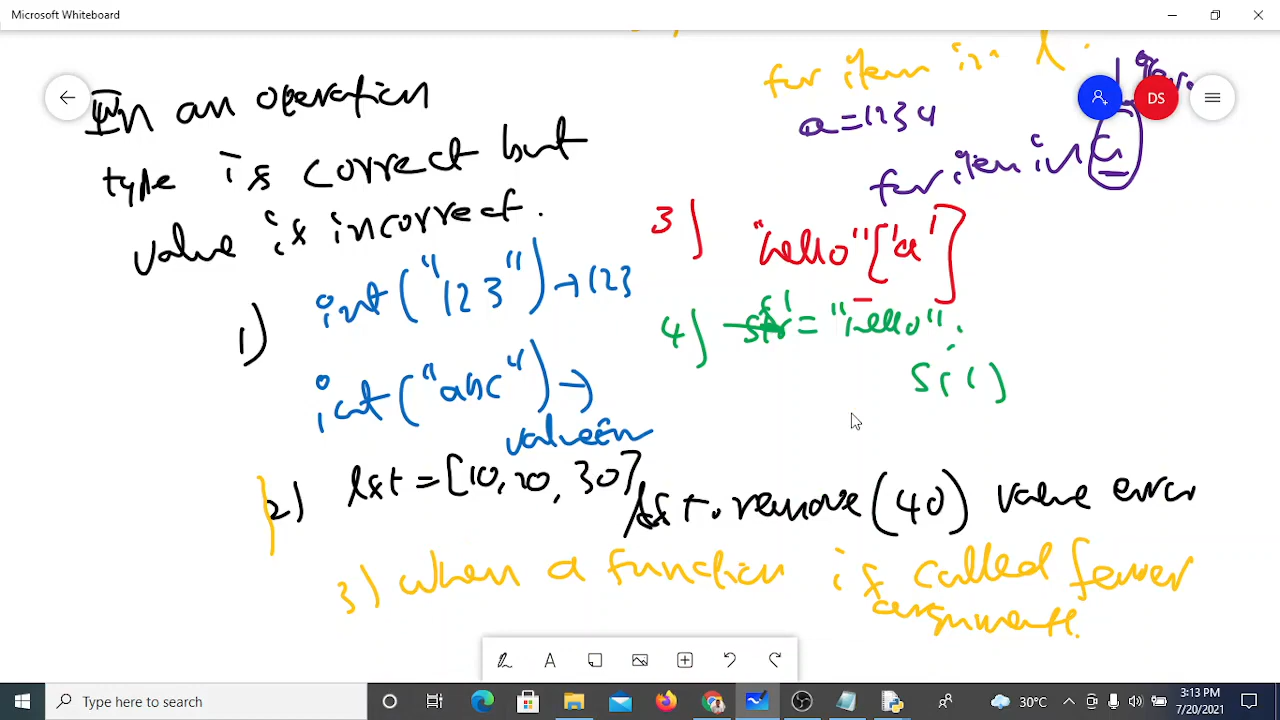 Microsoft Whiteboard
In an operation
type is correct but
value is incorrect.
1) int("123") → 123
int("abc") →
2) lst = [10, 20, 30] lst.remove(40) value error
3) when a function is called fewer
arguments.
for item in l:
a=1234
for item in a
3) "hello"['a']
4) = "hello".
DS
Type here to search
30°C
3:13 PM
7/20/2021